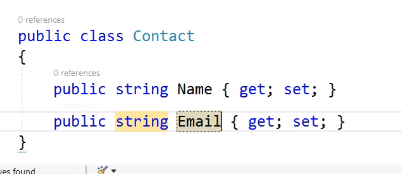 0 references
public class Contact
{
0 references
public string Name { get; set; }
public string Email { get; set; }
}
ues found